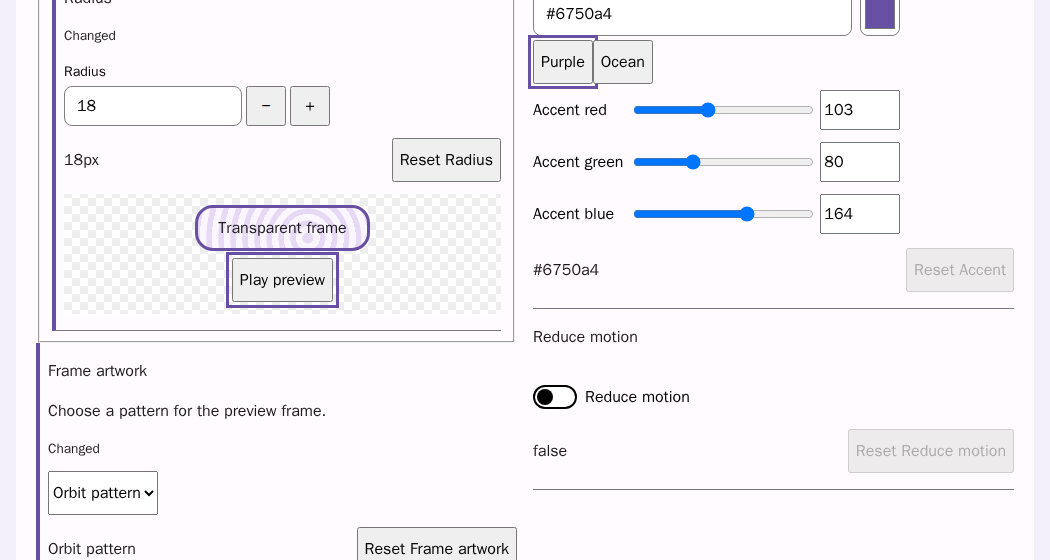 Radius
Changed
Radius
18
−
+
18px
Reset Radius
Transparent frame
Play preview
Frame artwork
Choose a pattern for the preview frame.
Changed
Orbit pattern
Orbit pattern
Reset Frame artwork
#6750a4
Purple
Ocean
Accent red
103
Accent green
80
Accent blue
164
#6750a4
Reset Accent
Reduce motion
Reduce motion
false
Reset Reduce motion